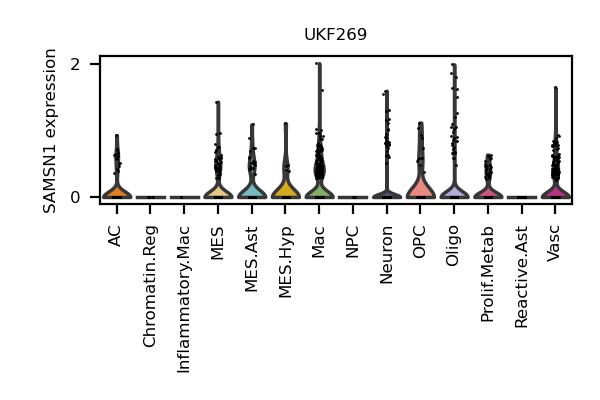 UKF269
SAMSN1 expression
2
0
AC
Chromatin.Reg
Inflammatory.Mac
MES
MES.Ast
MES.Hyp
Mac
NPC
Neuron
OPC
Oligo
Prolif.Metab
Reactive.Ast
Vasc